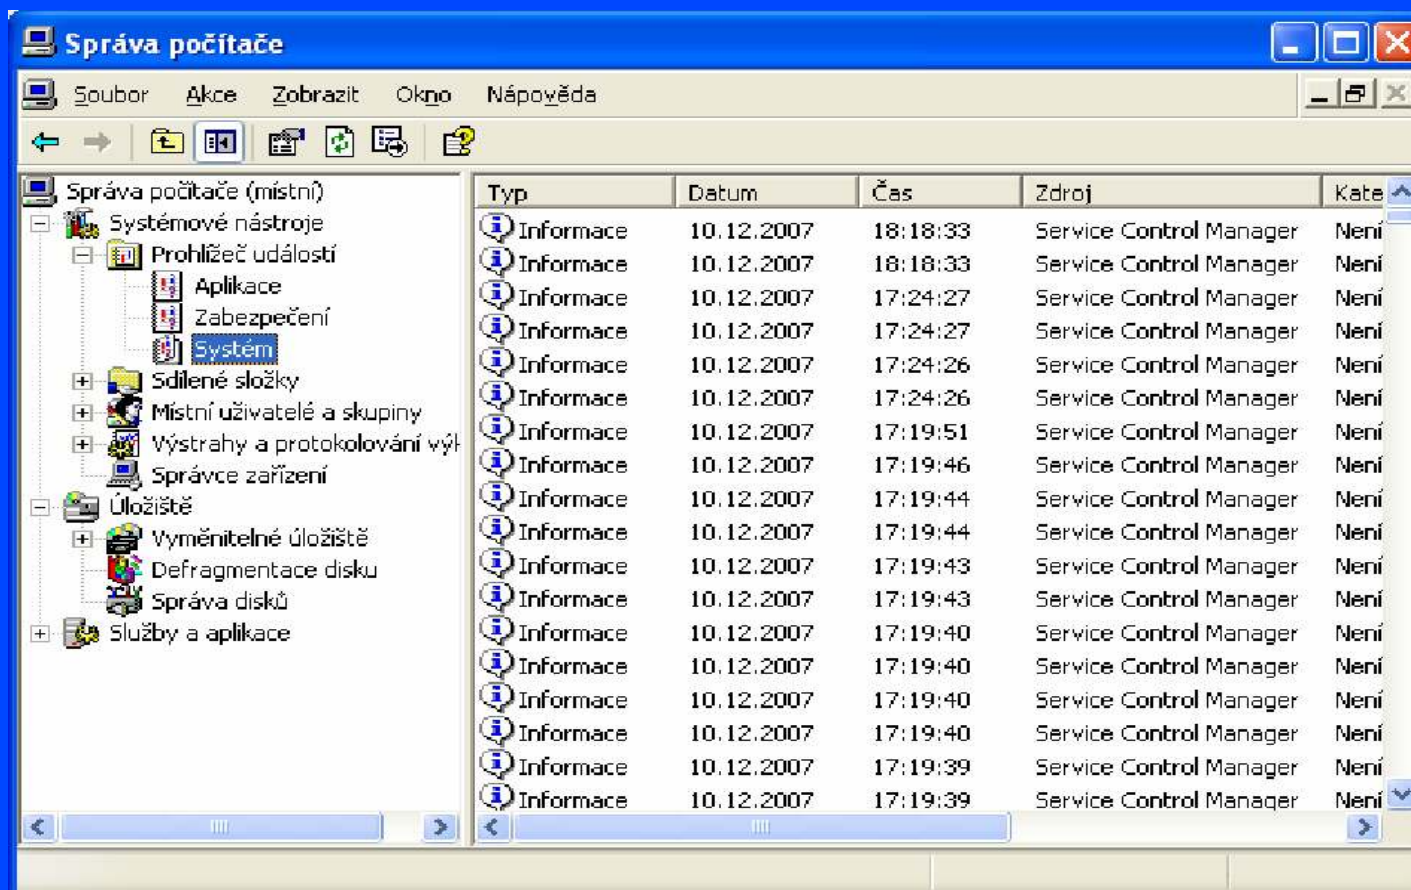 Správa počítače
Soubor Akce Zobrazit Okno Nápověda
Správa počítače (místní)
Systémové nástroje
Prohlížeč událostí
Aplikace
Zabezpečení
Systém
Sdílené složky
Místní uživatelé a skupiny
Výstrahy a protokolování
Správce zařízení
Úložiště
Vyměnitelné úložiště
Defragmentace disku
Správa disků
Služby a aplikace
Typ Datum Čas Zdroj Kate
Informace 10.12.2007 18:18:33 Service Control Manager Není
Informace 10.12.2007 18:18:33 Service Control Manager Není
Informace 10.12.2007 17:24:27 Service Control Manager Není
Informace 10.12.2007 17:24:27 Service Control Manager Není
Informace 10.12.2007 17:24:26 Service Control Manager Není
Informace 10.12.2007 17:24:26 Service Control Manager Není
Informace 10.12.2007 17:19:51 Service Control Manager Není
Informace 10.12.2007 17:19:46 Service Control Manager Není
Informace 10.12.2007 17:19:44 Service Control Manager Není
Informace 10.12.2007 17:19:44 Service Control Manager Není
Informace 10.12.2007 17:19:43 Service Control Manager Není
Informace 10.12.2007 17:19:43 Service Control Manager Není
Informace 10.12.2007 17:19:40 Service Control Manager Není
Informace 10.12.2007 17:19:40 Service Control Manager Není
Informace 10.12.2007 17:19:40 Service Control Manager Není
Informace 10.12.2007 17:19:40 Service Control Manager Není
Informace 10.12.2007 17:19:39 Service Control Manager Není
Informace 10.12.2007 17:19:39 Service Control Manager Není